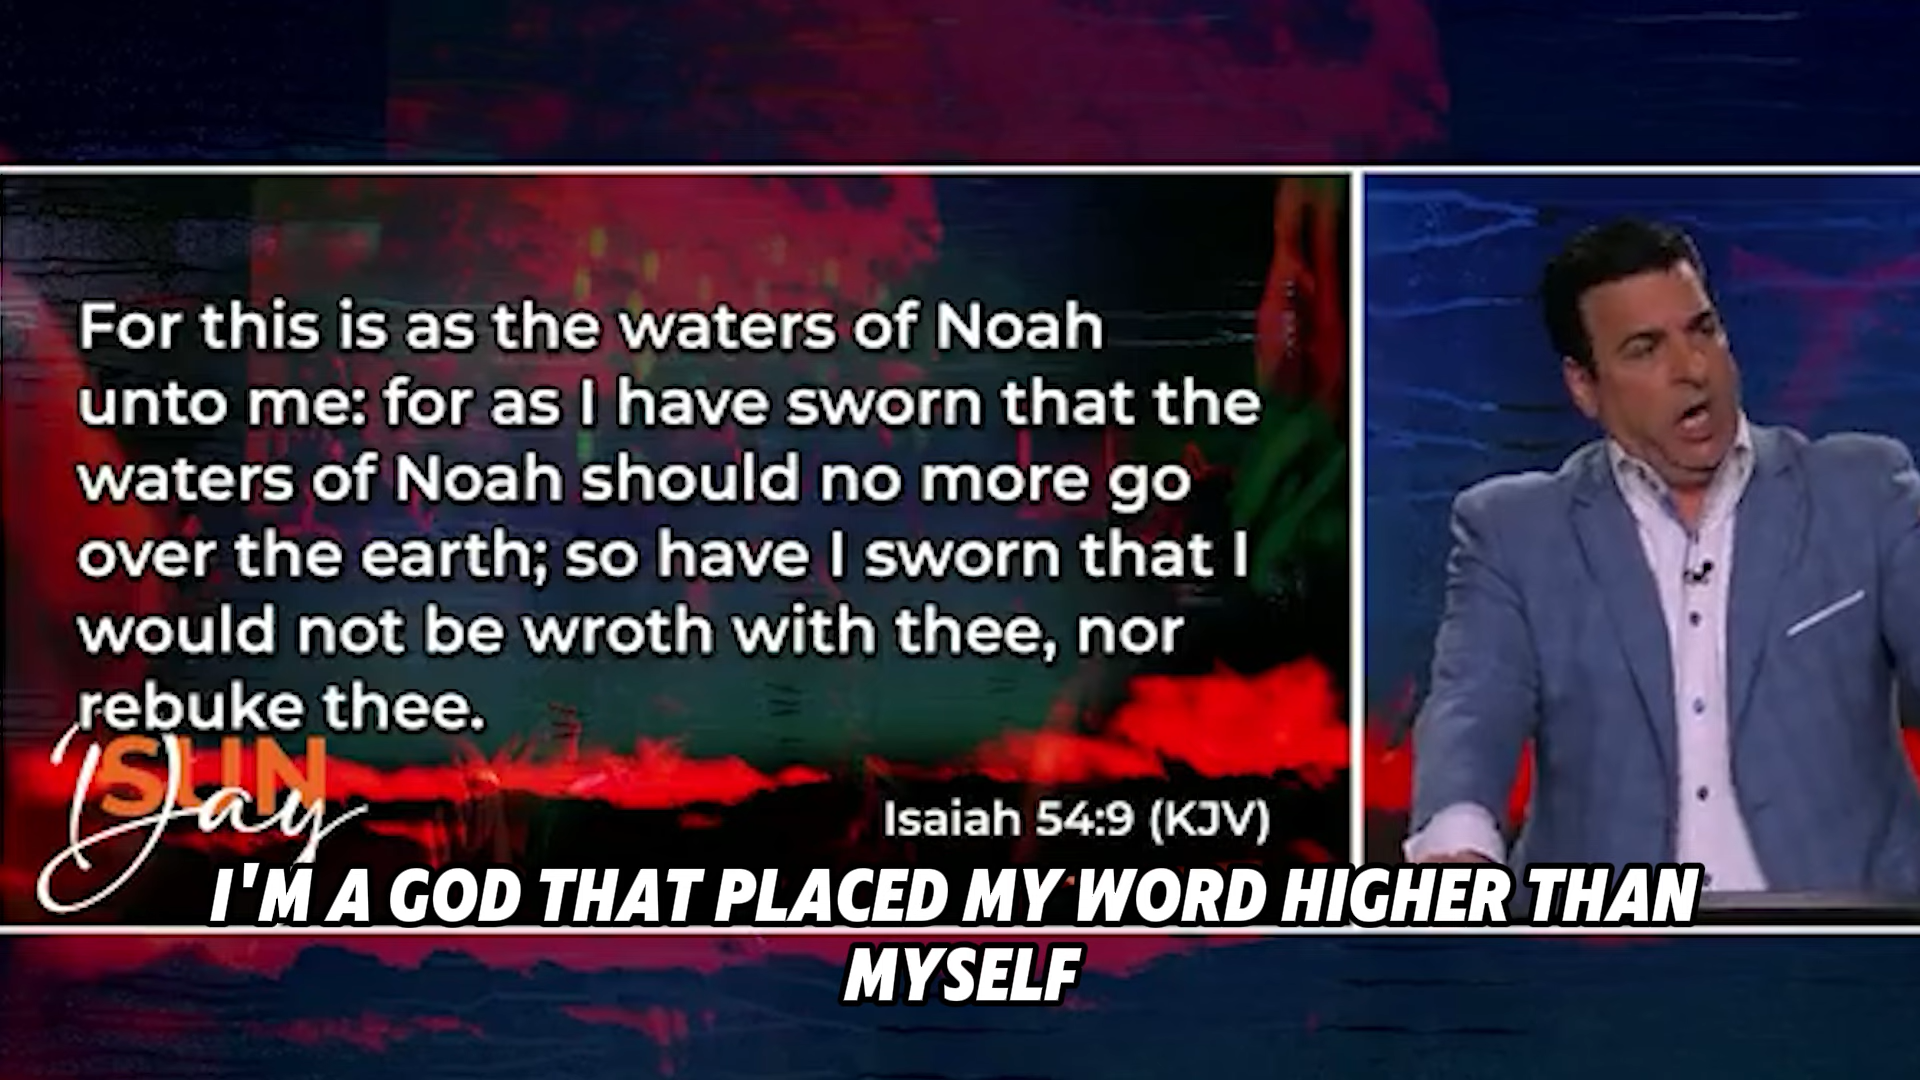 For this is as the waters of Noah
unto me: for as I have sworn that the
waters of Noah should no more go
over the earth; so have I sworn that I
would not be wroth with thee, nor
rebuke thee.
SUN
Day
Isaiah 54:9 (KJV)
I'M A GOD THAT PLACED MY WORD HIGHER THAN
MYSELF